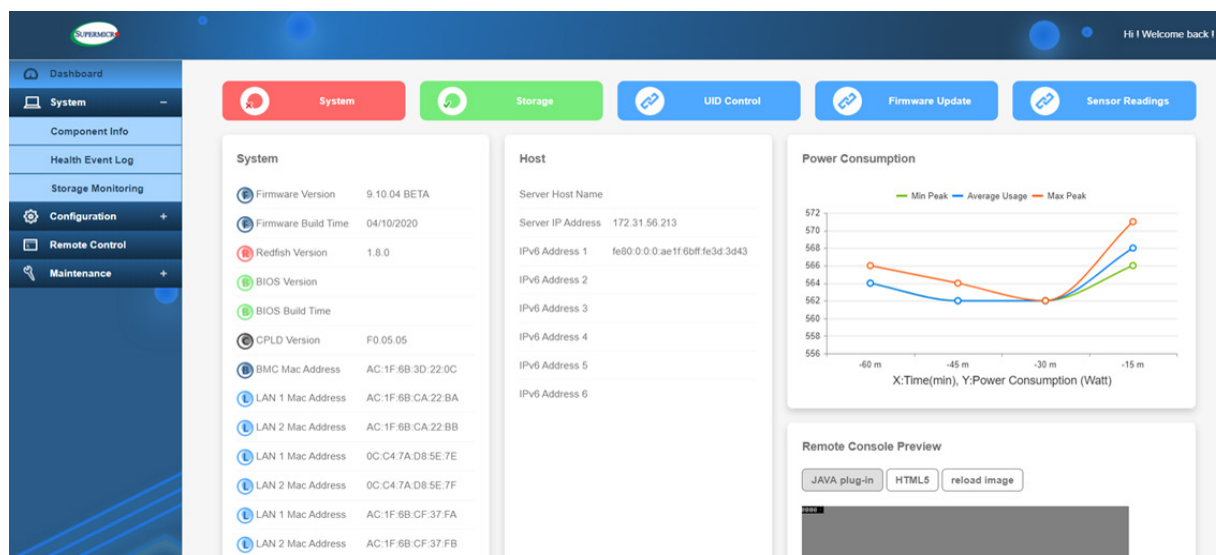 SUPERMICR
Hi ! Welcome back !
Dashboard
System −
Component Info
Health Event Log
Storage Monitoring
Configuration +
Remote Control
Maintenance +
System
Storage
UID Control
Firmware Update
Sensor Readings
System
Firmware Version 9.10.04 BETA
Firmware Build Time 04/10/2020
Redfish Version 1.8.0
BIOS Version
BIOS Build Time
CPLD Version F0.05.05
BMC Mac Address AC:1F:6B:3D:22:0C
LAN 1 Mac Address AC:1F:6B:CA:22:BA
LAN 2 Mac Address AC:1F:6B:CA:22:BB
LAN 1 Mac Address 0C:C4:7A:D8:5E:7E
LAN 2 Mac Address 0C:C4:7A:D8:5E:7F
LAN 1 Mac Address AC:1F:6B:CF:37:FA
LAN 2 Mac Address AC:1F:6B:CF:37:FB
Host
Server Host Name
Server IP Address 172.31.56.213
IPv6 Address 1 fe80:0:0:0:ae1f:6bff:fe3d:3d43
IPv6 Address 2
IPv6 Address 3
IPv6 Address 4
IPv6 Address 5
IPv6 Address 6
Power Consumption
Min Peak Average Usage Max Peak
572
570
568
566
564
562
560
558
556
-60 m -45 m -30 m -15 m
X:Time(min), Y:Power Consumption (Watt)
Remote Console Preview
JAVA plug-in HTML5 reload image